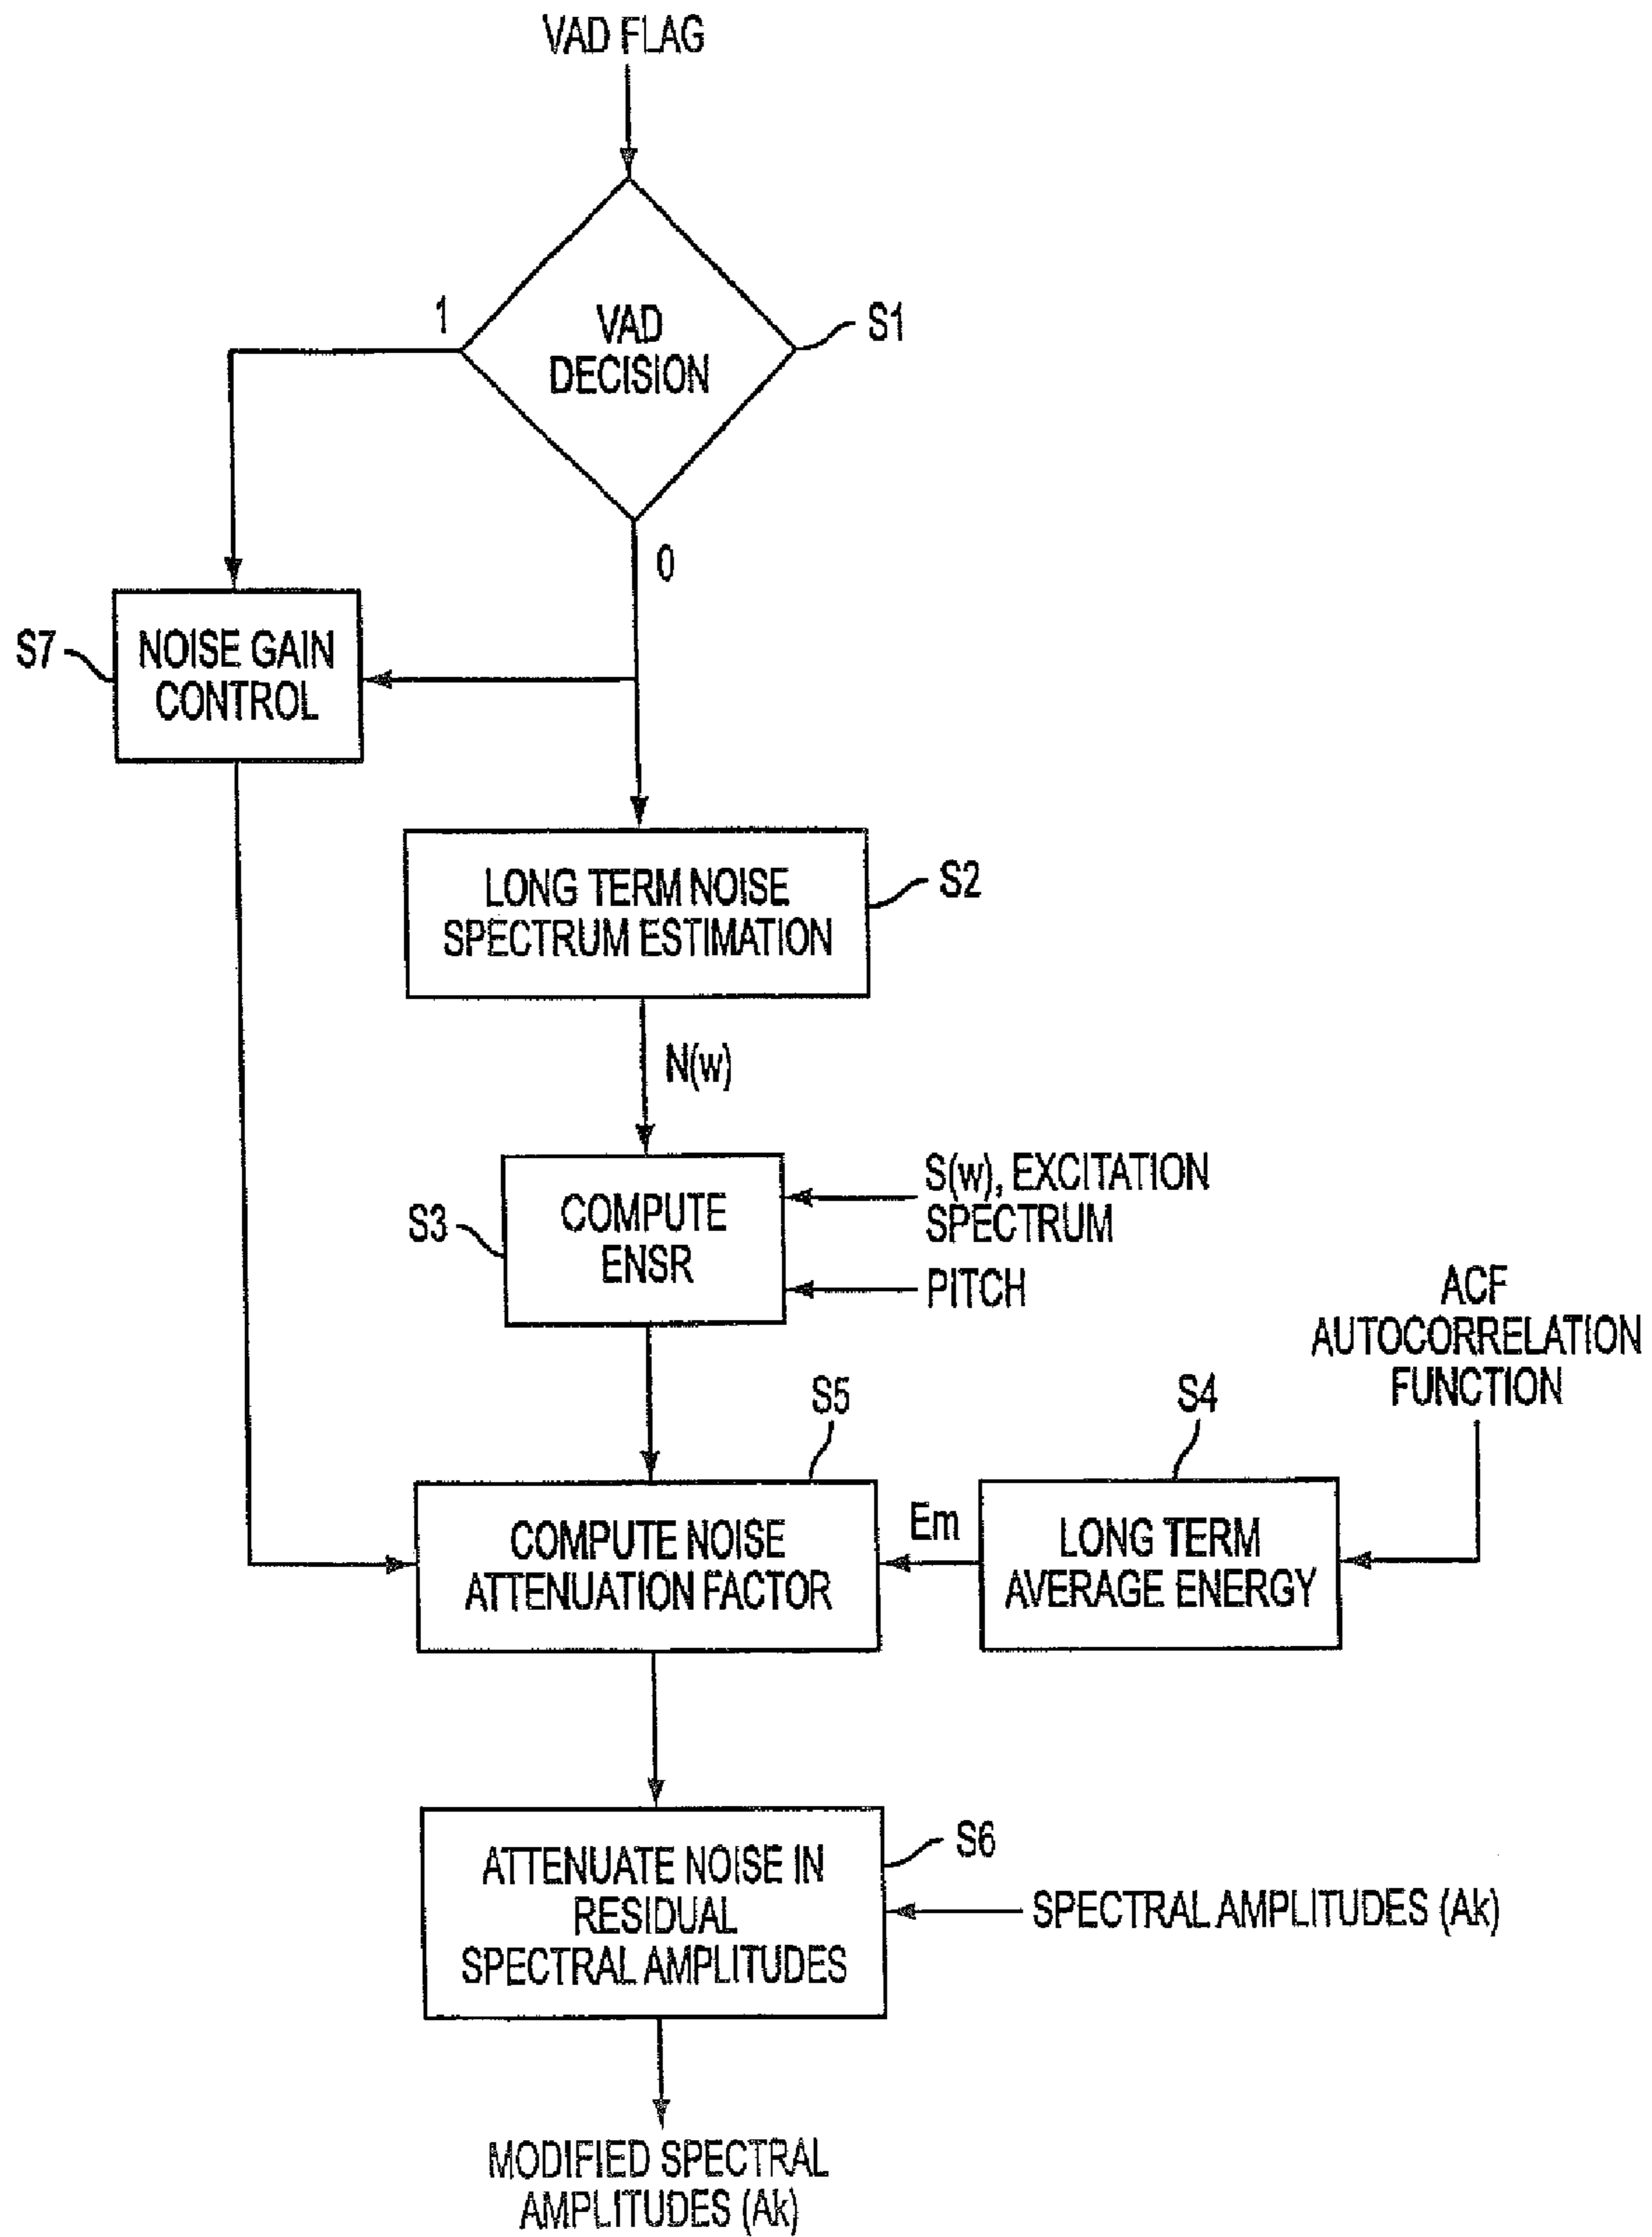 VAD FLAG
1
VAD
DECISION
S1
0
S7
NOISE GAIN
CONTROL
LONG TERM NOISE
SPECTRUM ESTIMATION
S2
N(w)
S3
COMPUTE
ENSR
S(w), EXCITATION
SPECTRUM
PITCH
ACF
AUTOCORRELATION
FUNCTION
S5
S4
COMPUTE NOISE
ATTENUATION FACTOR
Em
LONG TERM
AVERAGE ENERGY
S6
ATTENUATE NOISE IN
RESIDUAL
SPECTRAL AMPLITUDES
SPECTRAL AMPLITUDES (Ak)
MODIFIED SPECTRAL
AMPLITUDES (Ak)